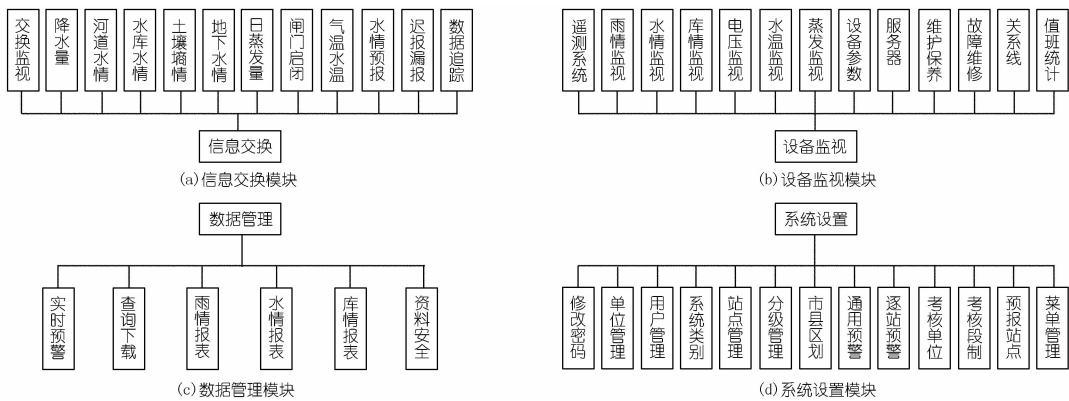 交换监视
降水量
河道水情
水库水情
土壤墒情
地下水情
日蒸发量
闸门启闭
气温水温
水情预报
迟报漏报
数据追踪
信息交换
(a)信息交换模块
遥测系统
雨情监视
水情监视
库情监视
电压监视
水温监视
蒸发监视
设备参数
服务器
维护保养
故障维修
关系线
值班统计
设备监视
(b)设备监视模块
数据管理
实时预警
查询下载
雨情报表
水情报表
库情报表
资料安全
(c)数据管理模块
系统设置
修改密码
单位管理
用户管理
系统类别
站点管理
分级管理
市县区划
通用预警
逐站预警
考核单位
考核段制
预报站点
菜单管理
(d)系统设置模块